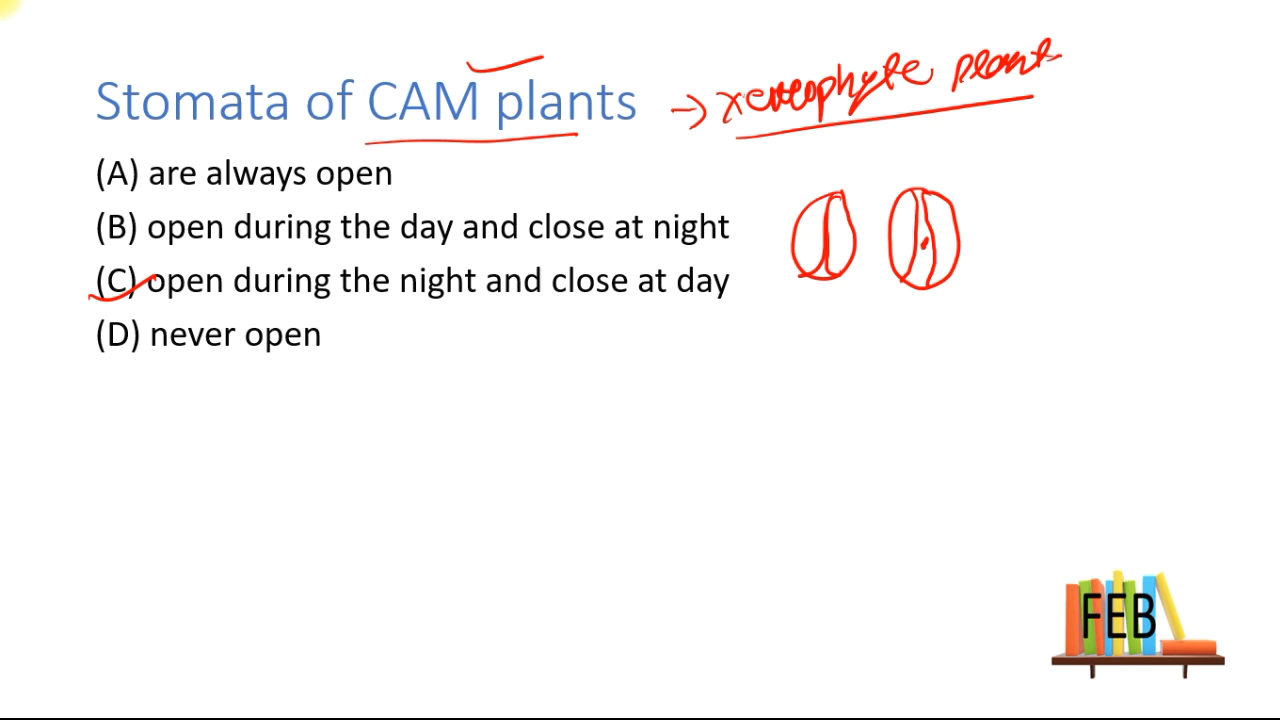 Stomata of CAM plants → xerophyte plant
(A) are always open
(B) open during the day and close at night
(C) open during the night and close at day
(D) never open
FEB